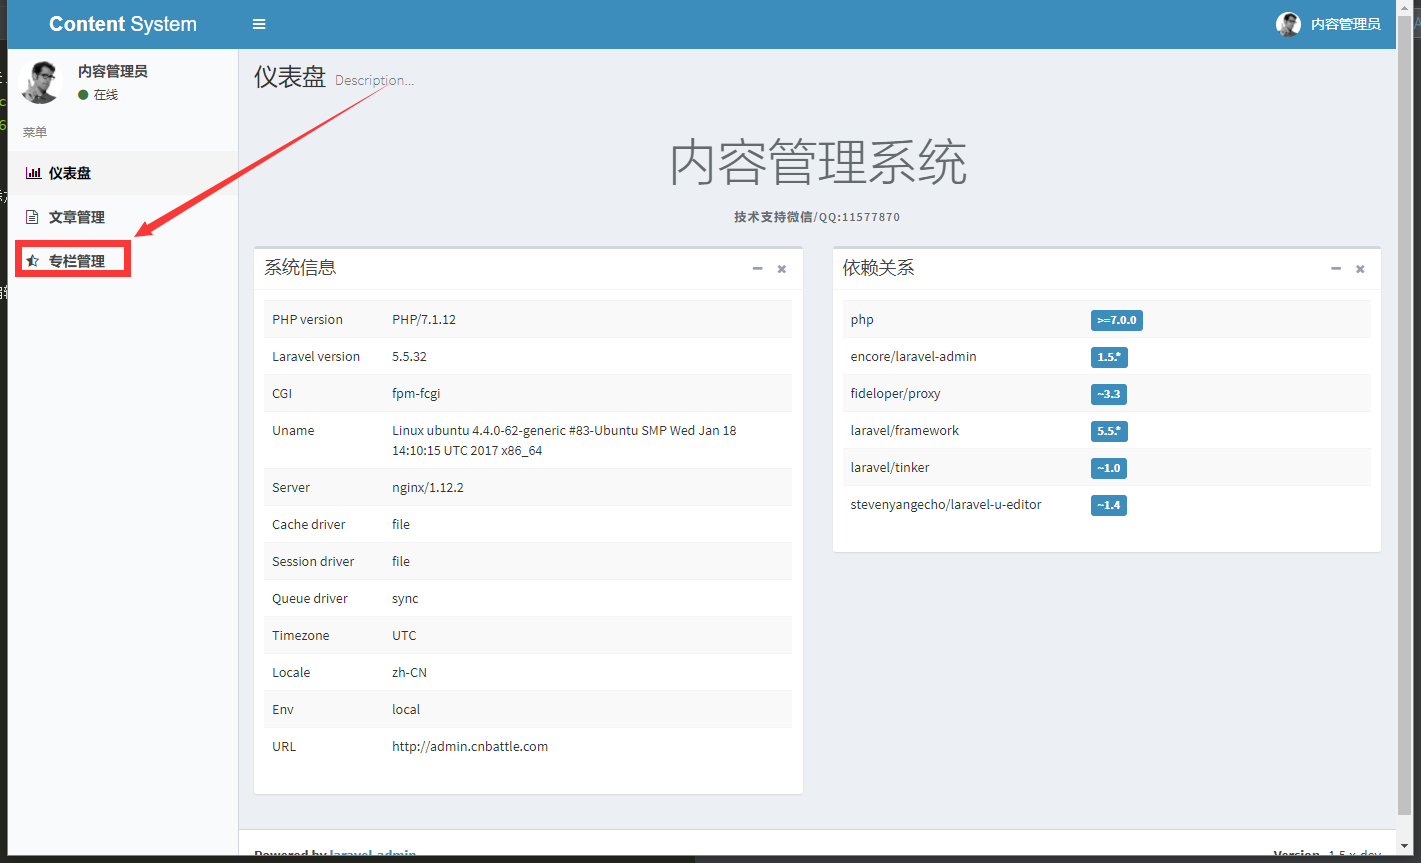 Content System
内容管理员
内容管理员
在线
菜单
仪表盘
文章管理
专栏管理
仪表盘 Description...
内容管理系统
技术支持微信/QQ:11577870
系统信息
PHP version PHP/7.1.12
Laravel version 5.5.32
CGI fpm-fcgi
Uname Linux ubuntu 4.4.0-62-generic #83-Ubuntu SMP Wed Jan 18
14:10:15 UTC 2017 x86_64
Server nginx/1.12.2
Cache driver file
Session driver file
Queue driver sync
Timezone UTC
Locale zh-CN
Env local
URL http://admin.cnbattle.com
依赖关系
php >=7.0.0
encore/laravel-admin 1.5.*
fideloper/proxy ~3.3
laravel/framework 5.5.*
laravel/tinker ~1.0
stevenyangecho/laravel-u-editor ~1.4
Powered by laravel-admin
Version 1.5.x-dev